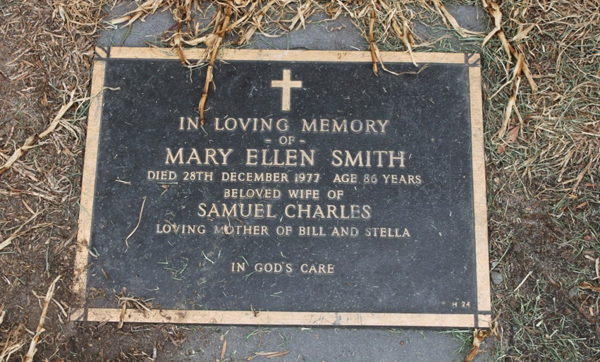 IN LOVING MEMORY
- OF -
MARY ELLEN SMITH
DIED 28TH DECEMBER 1977 AGE 86 YEARS
BELOVED WIFE OF
SAMUEL CHARLES
LOVING MOTHER OF BILL AND STELLA
IN GOD'S CARE
H 24